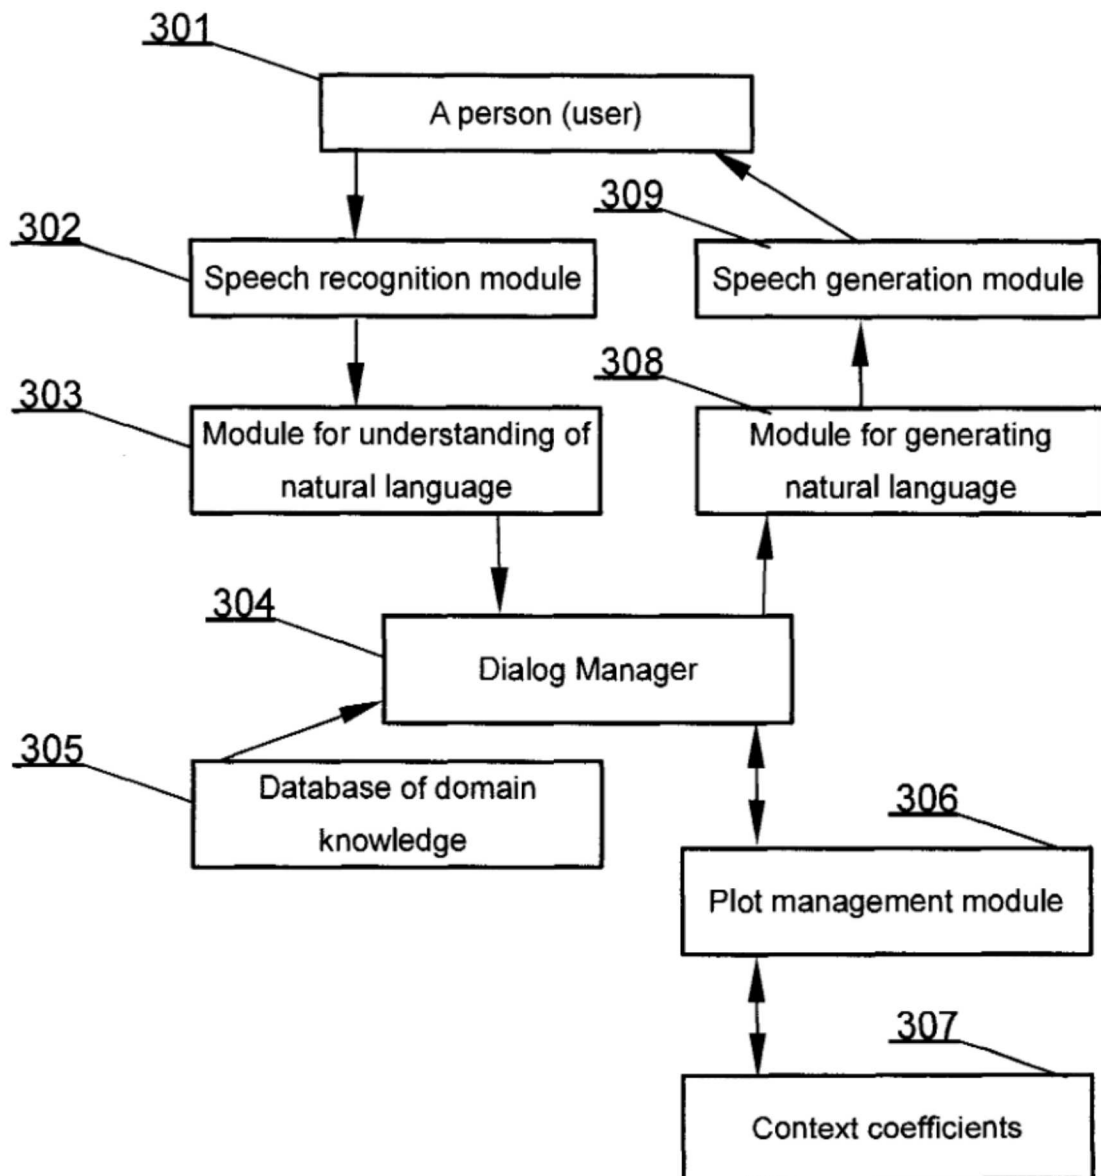 301
A person (user)
309
302
Speech recognition module
Speech generation module
308
303
Module for understanding of
natural language
Module for generating
natural language
304
Dialog Manager
305
Database of domain
knowledge
306
Plot management module
307
Context coefficients